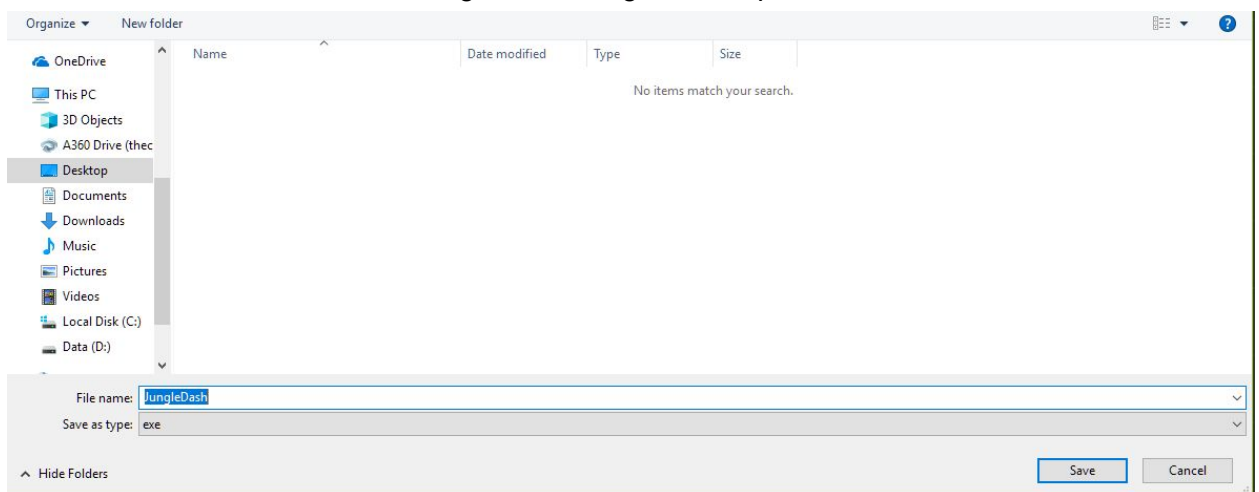 Organize New folder
Name Date modified Type Size
No items match your search.
OneDrive
This PC
3D Objects
A360 Drive (thec
Desktop
Documents
Downloads
Music
Pictures
Videos
Local Disk (C:)
Data (D:)
File name: JungleDash
Save as type: exe
Hide Folders Save Cancel